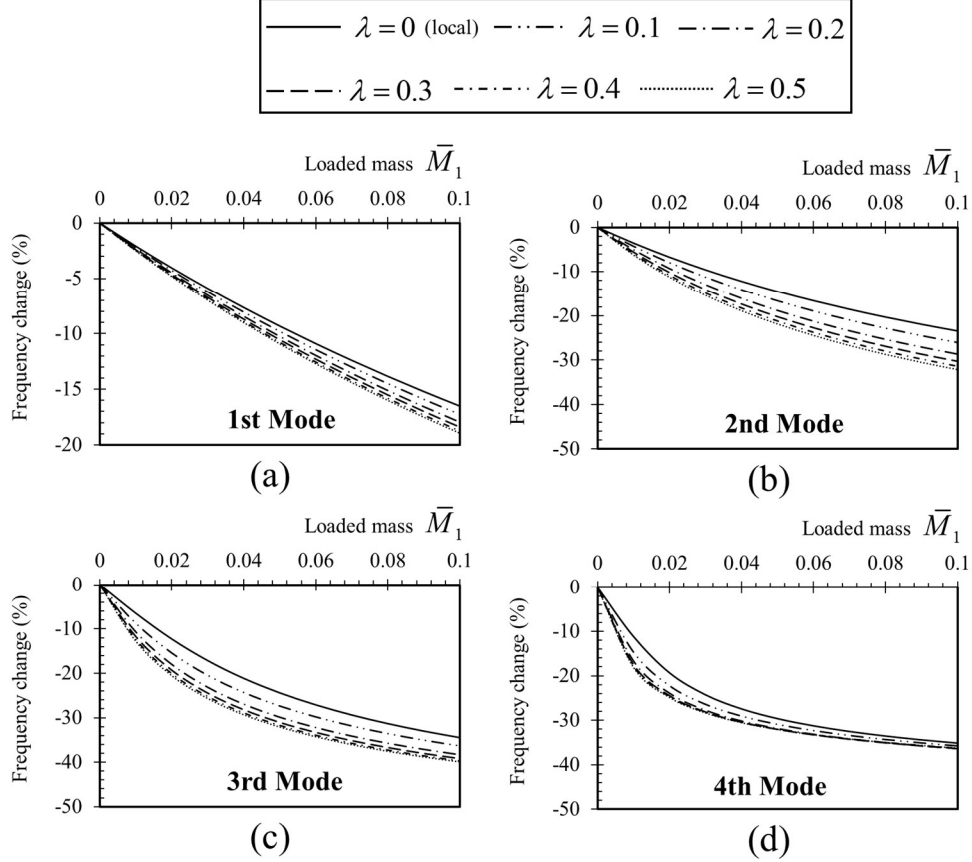 λ = 0 (local) λ = 0.1 λ = 0.2
λ = 0.3 λ = 0.4 λ = 0.5
Loaded mass M̄₁
0 0.02 0.04 0.06 0.08 0.1
0
-5
-10
-15
-20
Frequency change (%)
1st Mode
(a)
Loaded mass M̄₁
0 0.02 0.04 0.06 0.08 0.1
0
-10
-20
-30
-40
-50
Frequency change (%)
2nd Mode
(b)
Loaded mass M̄₁
0 0.02 0.04 0.06 0.08 0.1
0
-10
-20
-30
-40
-50
Frequency change (%)
3rd Mode
(c)
Loaded mass M̄₁
0 0.02 0.04 0.06 0.08 0.1
0
-10
-20
-30
-40
-50
Frequency change (%)
4th Mode
(d)